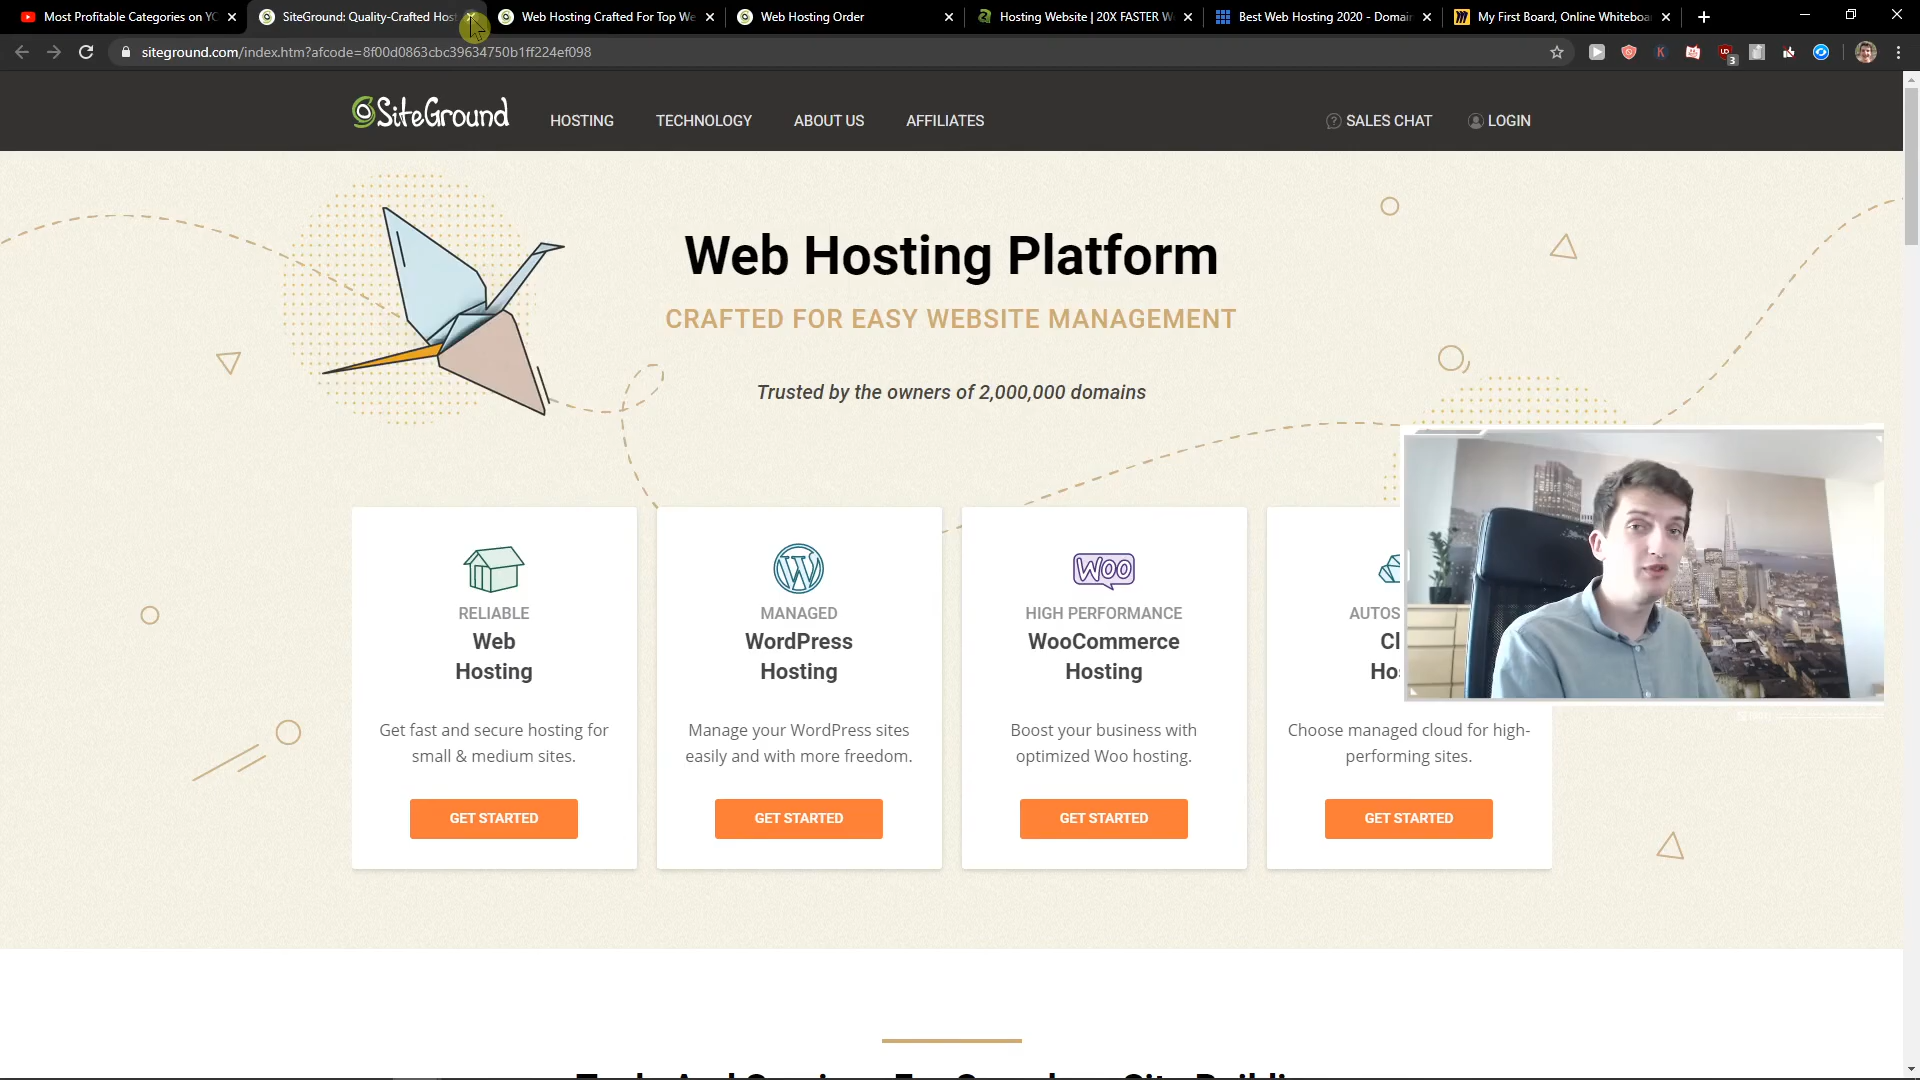 Most Profitable Categories on YO
SiteGround: Quality-Crafted Host
Web Hosting Crafted For Top We
Web Hosting Order
Hosting Website | 20X FASTER W
Best Web Hosting 2020 - Domain
My First Board, Online Whiteboa
siteground.com/index.htm?afcode=8f00d0863cbc39634750b1ff224ef098
3
SiteGround
HOSTING
TECHNOLOGY
ABOUT US
AFFILIATES
SALES CHAT
LOGIN
Web Hosting Platform
CRAFTED FOR EASY WEBSITE MANAGEMENT
Trusted by the owners of 2,000,000 domains
RELIABLE
Web
Hosting
Get fast and secure hosting for
small & medium sites.
GET STARTED
MANAGED
WordPress
Hosting
Manage your WordPress sites
easily and with more freedom.
GET STARTED
WOO
HIGH PERFORMANCE
WooCommerce
Hosting
Boost your business with
optimized Woo hosting.
GET STARTED
AUTOS
Cl
Hos
Choose managed cloud for high-
performing sites.
GET STARTED